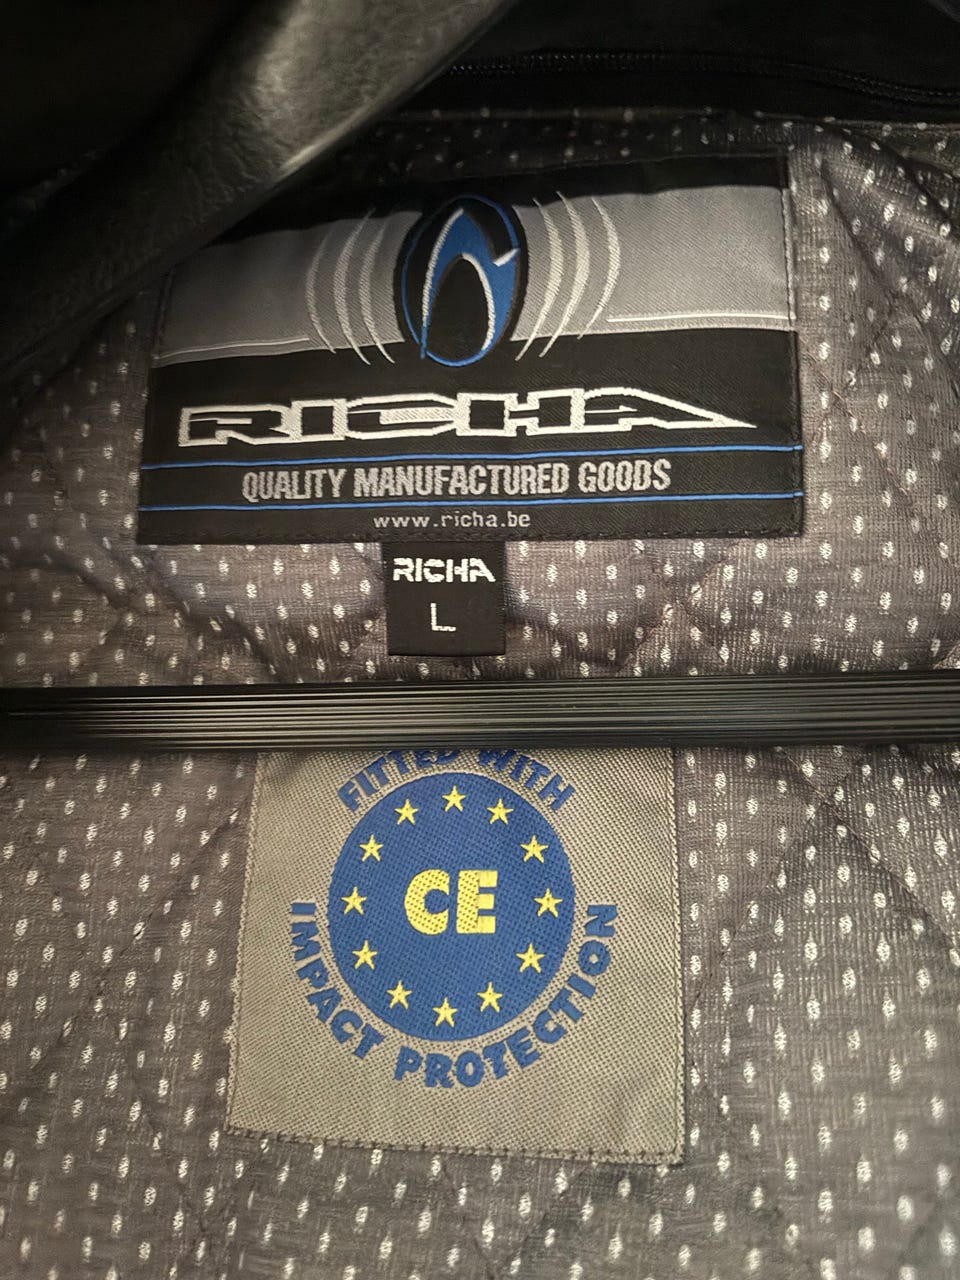 RICHA
QUALITY MANUFACTURED GOODS
www.richa.be
RICHA
L
FITTED WITH
CE
IMPACT PROTECTION